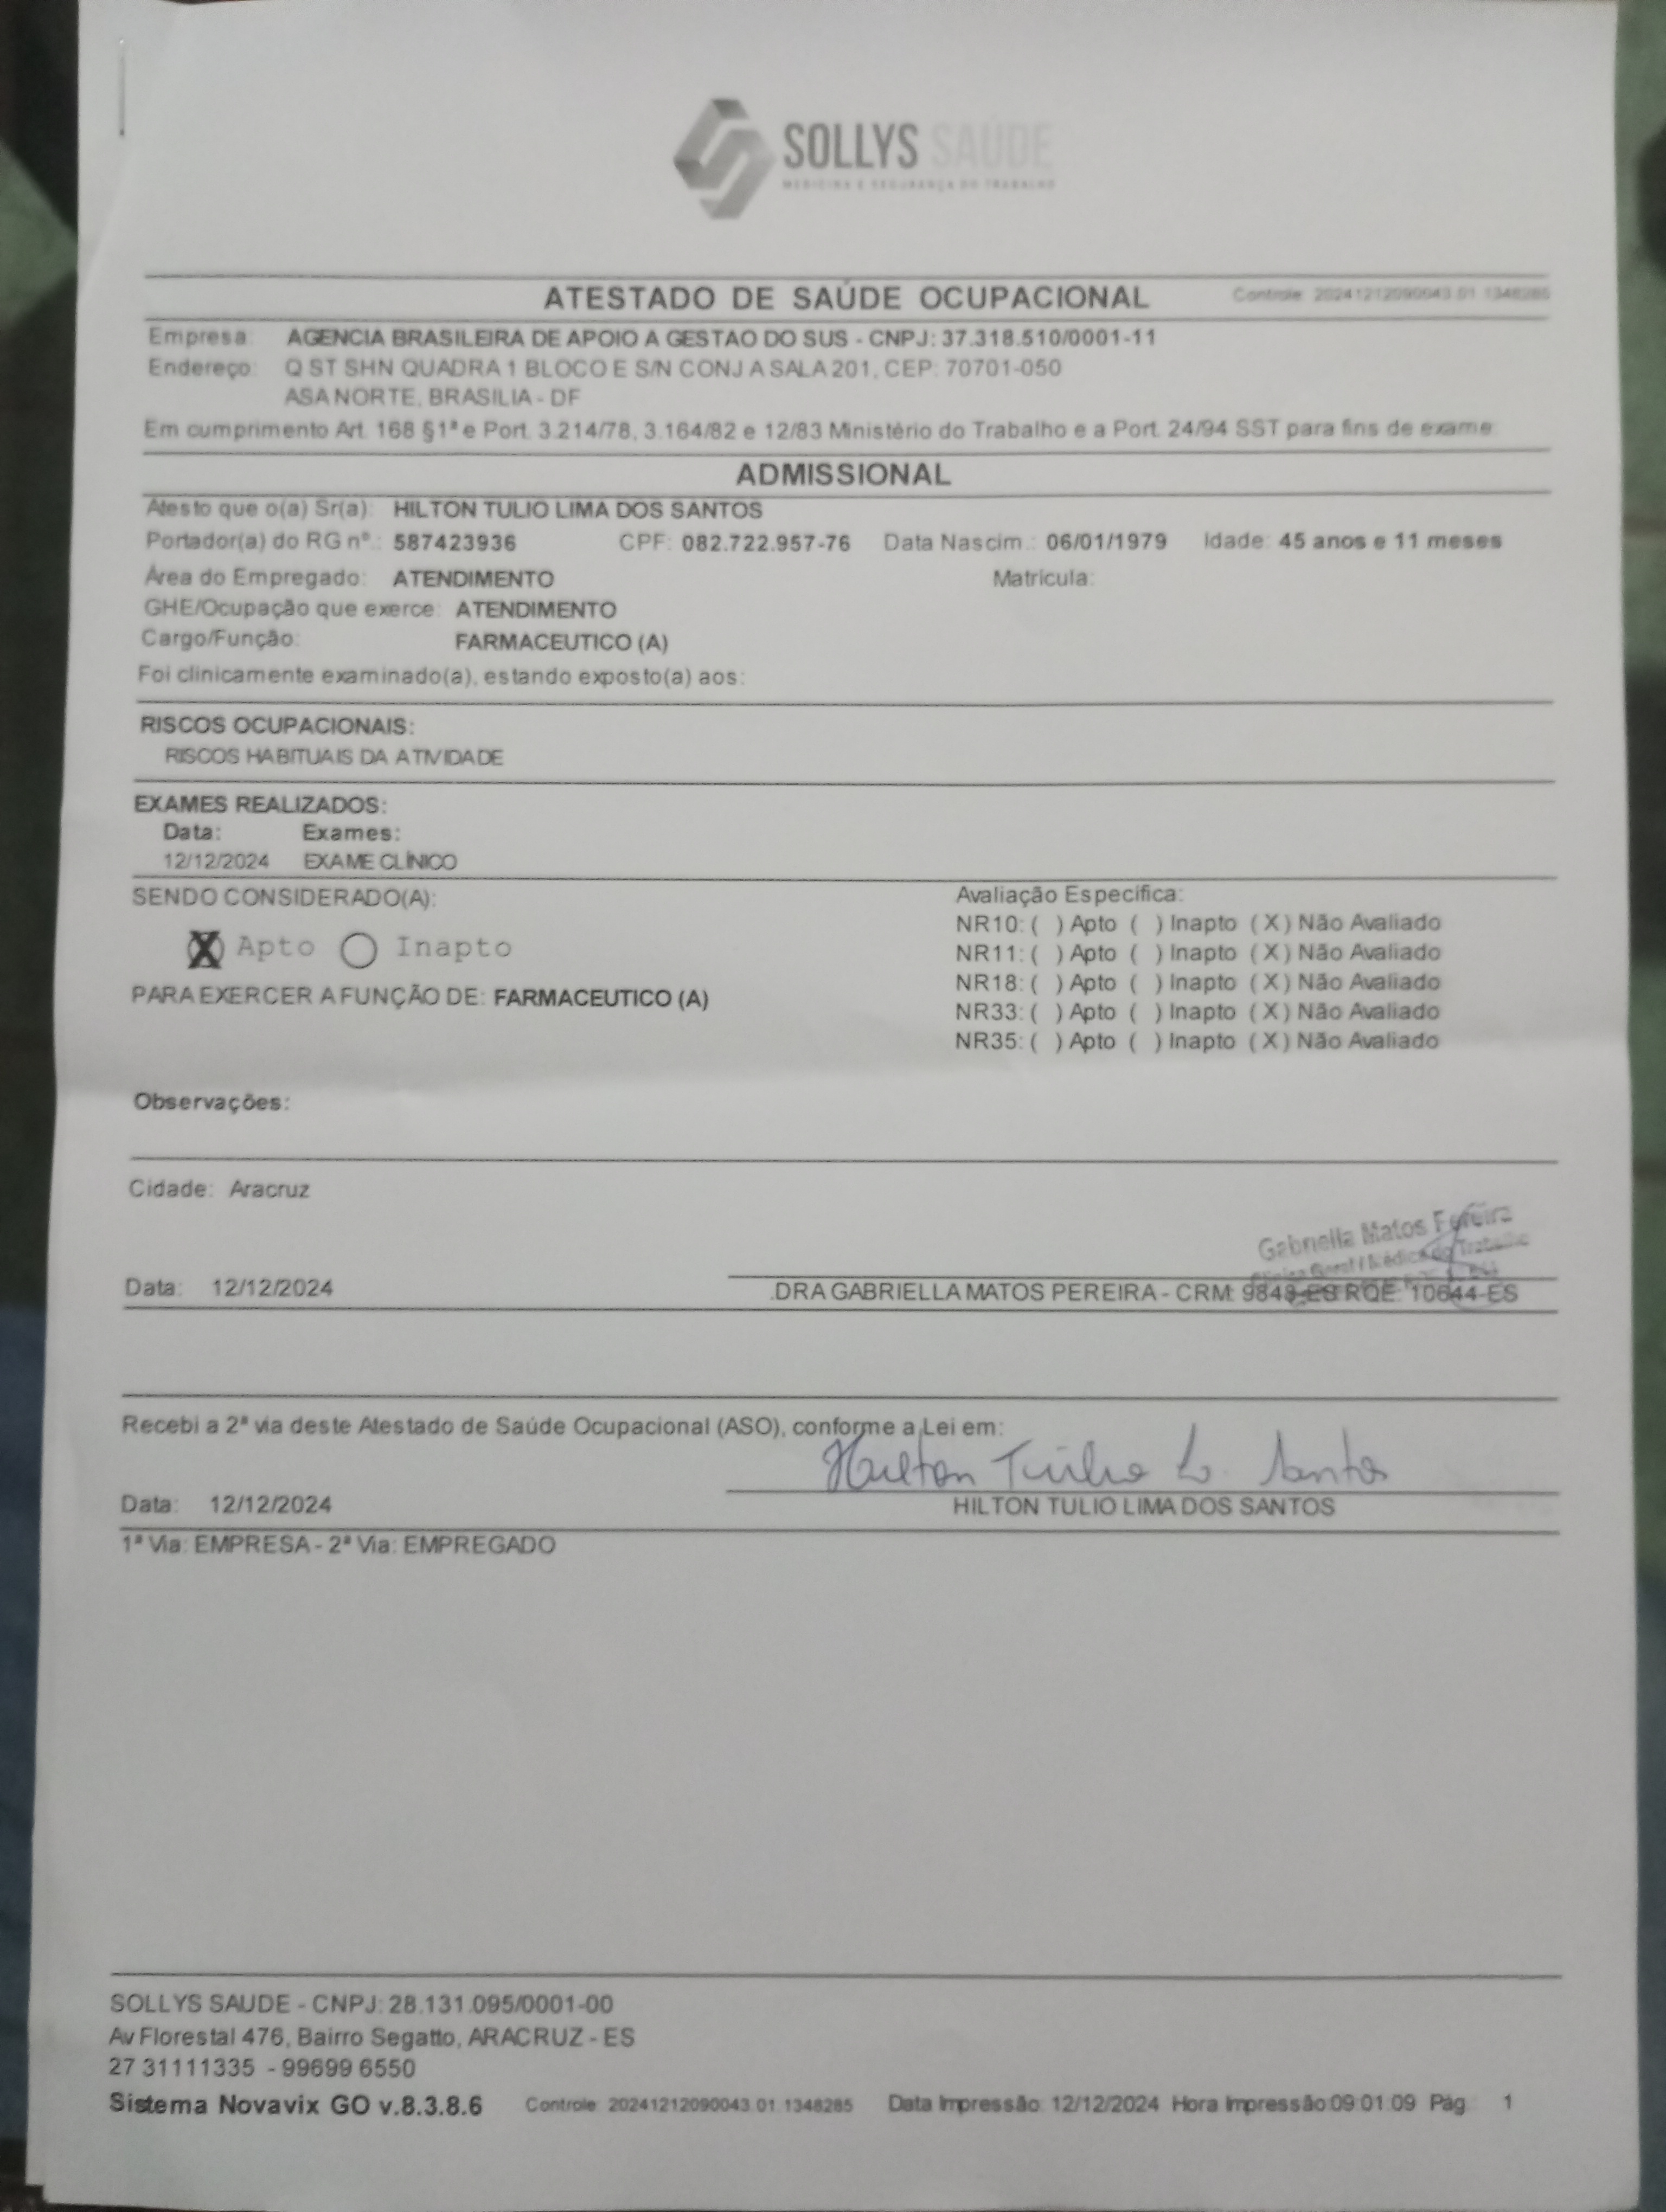 SOLLYS SAÚDE
MEDICINA E SEGURANÇA DO TRABALHO
ATESTADO DE SAÚDE OCUPACIONAL Controle: 20241212090043.01.1348285
Empresa: AGENCIA BRASILEIRA DE APOIO A GESTAO DO SUS - CNPJ: 37.318.510/0001-11
Endereço: Q ST SHN QUADRA 1 BLOCO E S/N CONJ A SALA 201, CEP: 70701-050
ASA NORTE, BRASILIA - DF
Em cumprimento Art. 168 §1ª e Port. 3.214/78, 3.164/82 e 12/83 Ministério do Trabalho e a Port. 24/94 SST para fins de exame:
ADMISSIONAL
Atesto que o(a) Sr(a): HILTON TULIO LIMA DOS SANTOS
Portador(a) do RG nº.: 587423936 CPF: 082.722.957-76 Data Nascim.: 06/01/1979 Idade: 45 anos e 11 meses
Área do Empregado: ATENDIMENTO Matrícula:
GHE/Ocupação que exerce: ATENDIMENTO
Cargo/Função: FARMACEUTICO (A)
Foi clinicamente examinado(a), estando exposto(a) aos:
RISCOS OCUPACIONAIS:
RISCOS HABITUAIS DA ATIVIDADE
EXAMES REALIZADOS:
Data: Exames:
12/12/2024 EXAME CLÍNICO
SENDO CONSIDERADO(A): Avaliação Específica:
NR10: ( ) Apto ( ) Inapto (X) Não Avaliado
X Apto Inapto NR11: ( ) Apto ( ) Inapto (X) Não Avaliado
NR18: ( ) Apto ( ) Inapto (X) Não Avaliado
PARA EXERCER A FUNÇÃO DE: FARMACEUTICO (A) NR33: ( ) Apto ( ) Inapto (X) Não Avaliado
NR35: ( ) Apto ( ) Inapto (X) Não Avaliado
Observações:
Cidade: Aracruz
Gabriella Matos Pereira
Clínica Geral / Médica do Trabalho
Data: 12/12/2024 .DRA GABRIELLA MATOS PEREIRA - CRM: 9849-ES RQE: 10644-ES
Recebi a 2ª via deste Atestado de Saúde Ocupacional (ASO), conforme a Lei em:
Hilton Túlio L. Santos
Data: 12/12/2024 HILTON TULIO LIMA DOS SANTOS
1ª Via: EMPRESA - 2ª Via: EMPREGADO
SOLLYS SAUDE - CNPJ: 28.131.095/0001-00
Av Florestal 476, Bairro Segatto, ARACRUZ - ES
27 31111335 - 99699 6550
Sistema Novavix GO v.8.3.8.6 Controle: 20241212090043.01.1348285 Data Impressão: 12/12/2024 Hora Impressão:09:01:09 Pág.: 1